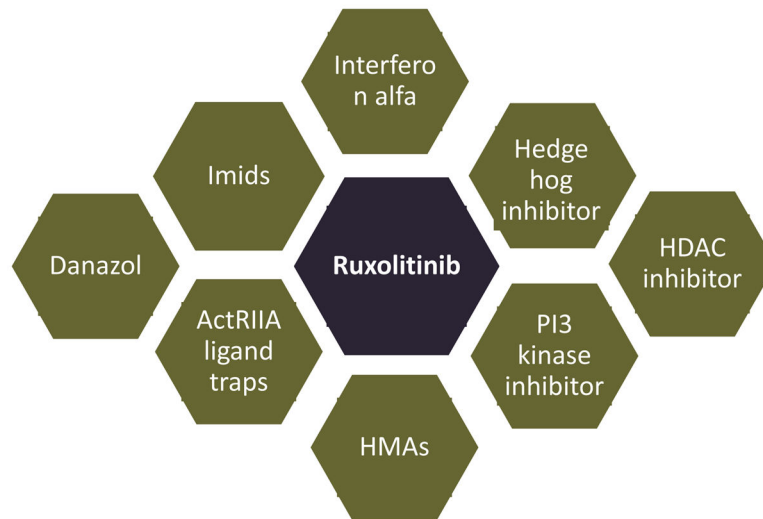 Interfero
n alfa
Imids
Hedge
hog
inhibitor
Danazol
Ruxolitinib
HDAC
inhibitor
ActRIIA
ligand
traps
PI3
kinase
inhibitor
HMAs